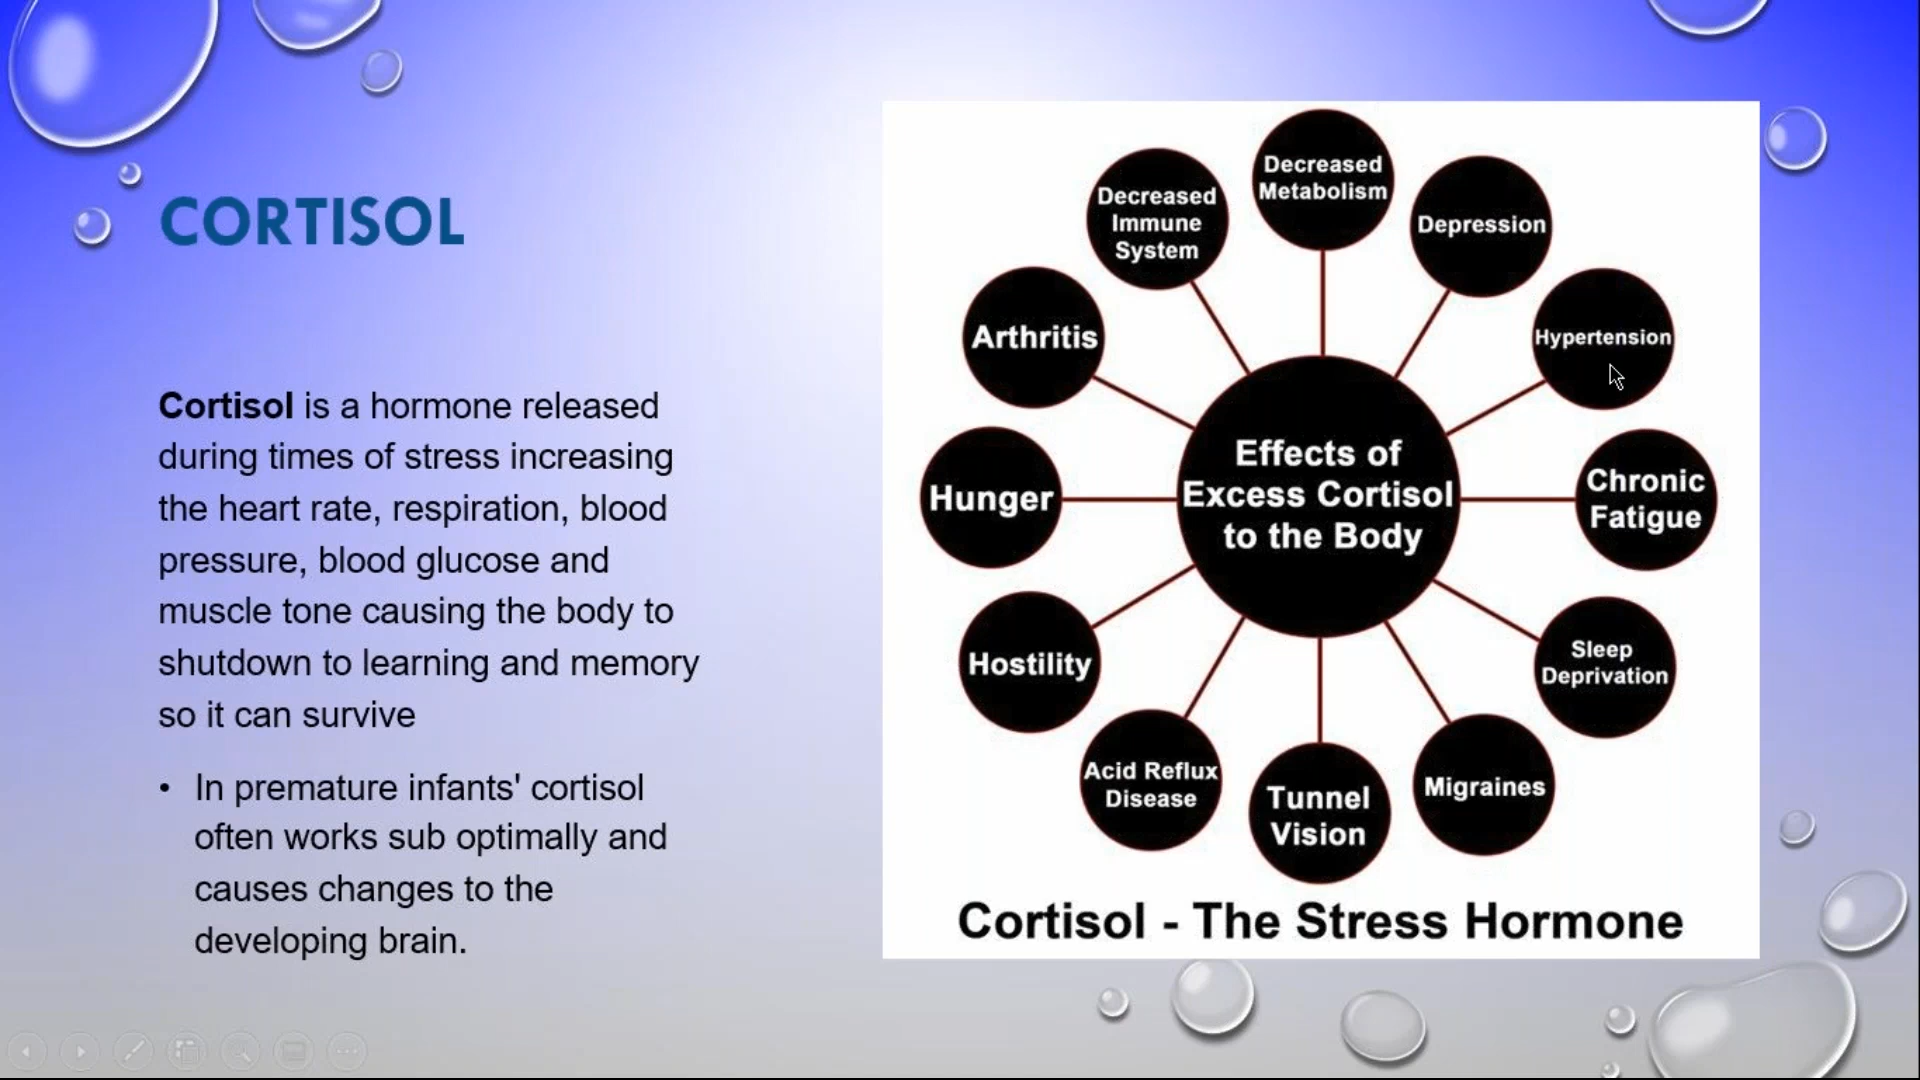 CORTISOL
Cortisol is a hormone released
during times of stress increasing
the heart rate, respiration, blood
pressure, blood glucose and
muscle tone causing the body to
shutdown to learning and memory
so it can survive
• In premature infants' cortisol
often works sub optimally and
causes changes to the
developing brain.
Decreased
Metabolism
Depression
Hypertension
Chronic
Fatigue
Sleep
Deprivation
Migraines
Tunnel
Vision
Acid Reflux
Disease
Hostility
Hunger
Arthritis
Decreased
Immune
System
Effects of
Excess Cortisol
to the Body
Cortisol - The Stress Hormone